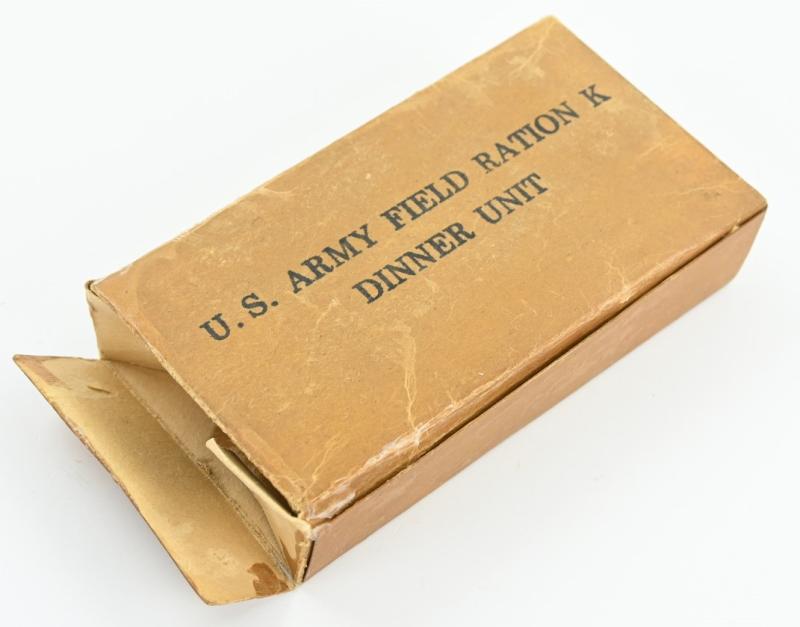 U.S. ARMY FIELD RATION K
DINNER UNIT